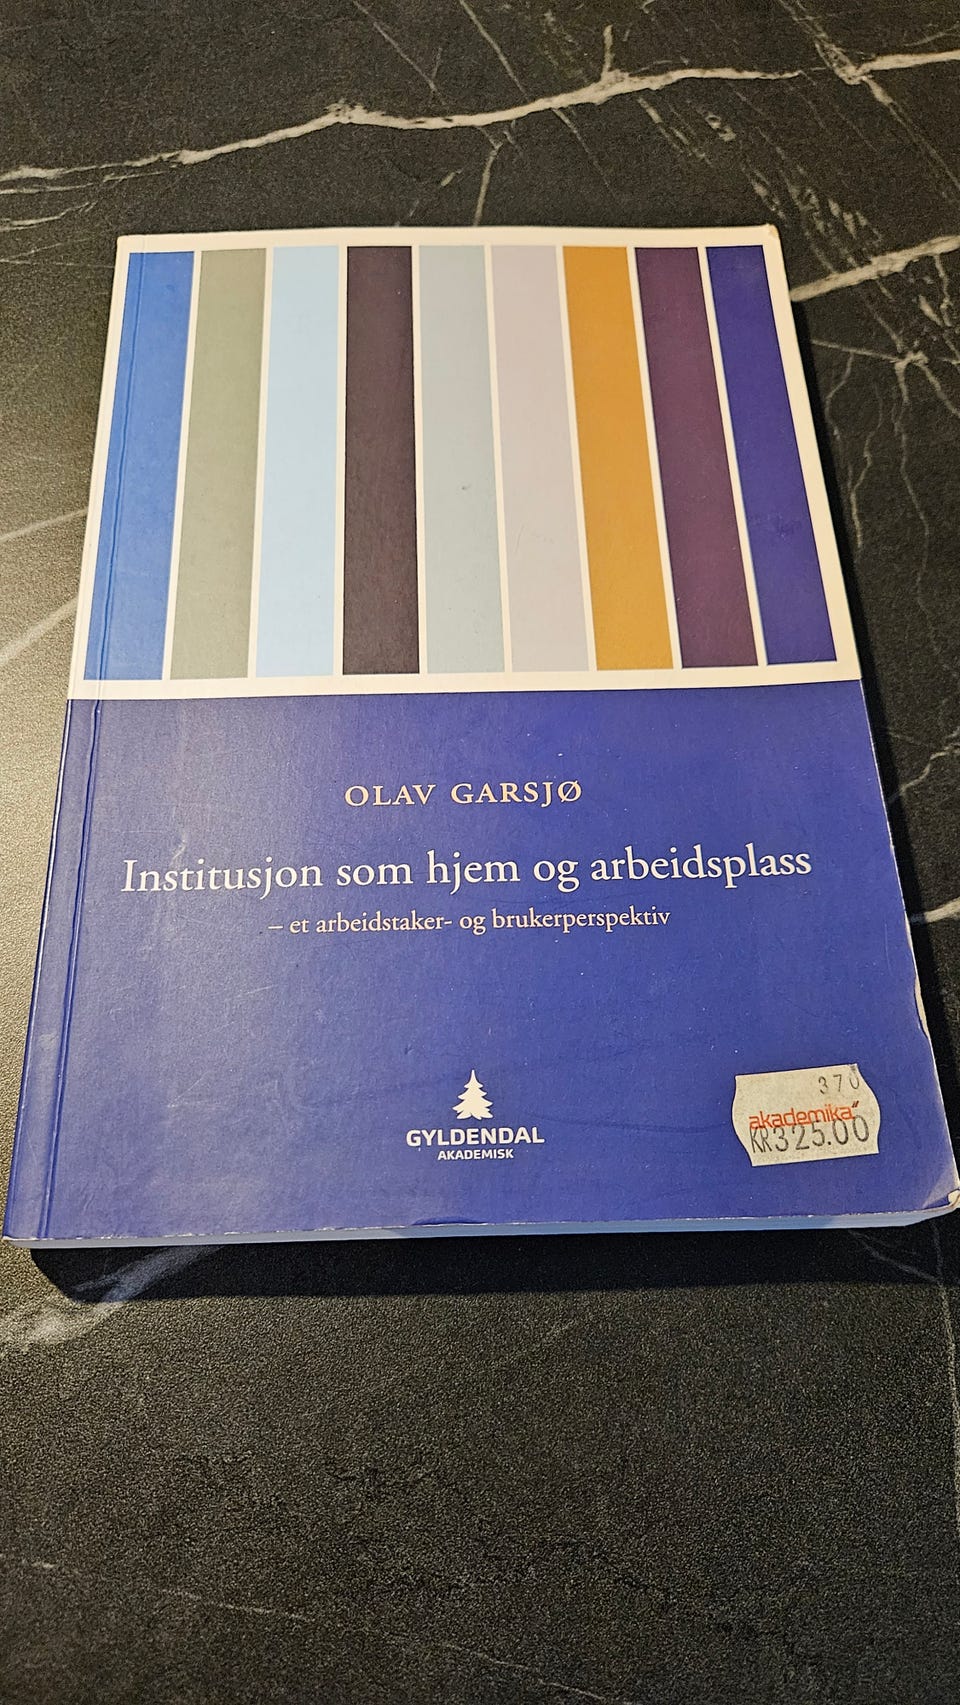 OLAV GARSJØ
Institusjon som hjem og arbeidsplass
– et arbeidstaker- og brukerperspektiv
GYLDENDAL
AKADEMISK
370
akademika
KR325.00